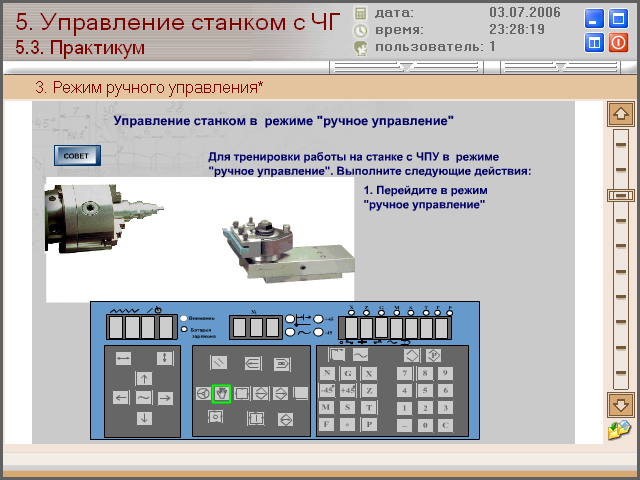 5. Управление станком с ЧГ
5.3. Практикум
дата: 03.07.2006
время: 23:28:19
пользователь: 1
3. Режим ручного управления*
Управление станком в режиме "ручное управление"
СОВЕТ
Для тренировки работы на станке с ЧПУ в режиме
"ручное управление". Выполните следующие действия:
1. Перейдите в режим
"ручное управление"
Внимание
Батарея
разряжена
+45
-45
X Z G M S T F P
N G X 7 8 9
-45° +45° Z 4 5 6
M S T 1 2 3
F * P – 0 C